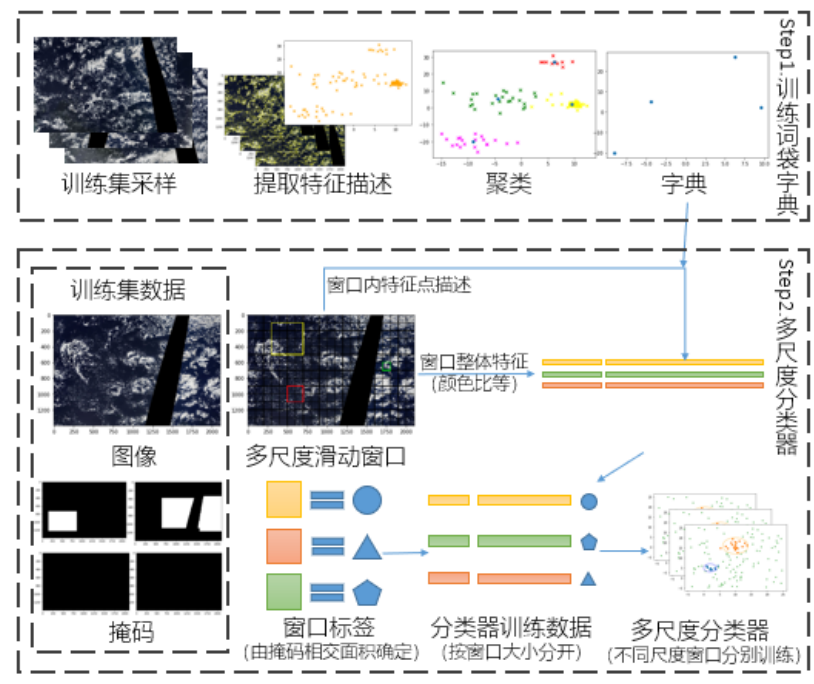 Step1.训练词袋字典
训练集采样
提取特征描述
聚类
字典
Step2.多尺度分类器
训练集数据
窗口内特征点描述
窗口整体特征
(颜色比等)
图像
多尺度滑动窗口
掩码
窗口标签
(由掩码相交面积确定)
分类器训练数据
(按窗口大小分开)
多尺度分类器
(不同尺度窗口分别训练)